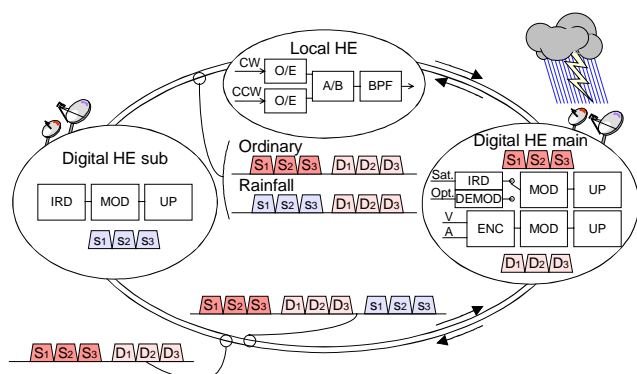 Local HE
CW
O/E
A/B
BPF
CCW
O/E
Digital HE sub
IRD
MOD
UP
S1 S2 S3
Ordinary
S1 S2 S3 D1 D2 D3
Rainfall
S1 S2 S3 D1 D2 D3
Digital HE main
S1 S2 S3
Sat.
IRD
MOD
UP
Opt.
DEMOD
V
A
ENC
MOD
UP
D1 D2 D3
S1 S2 S3 D1 D2 D3 S1 S2 S3
S1 S2 S3 D1 D2 D3